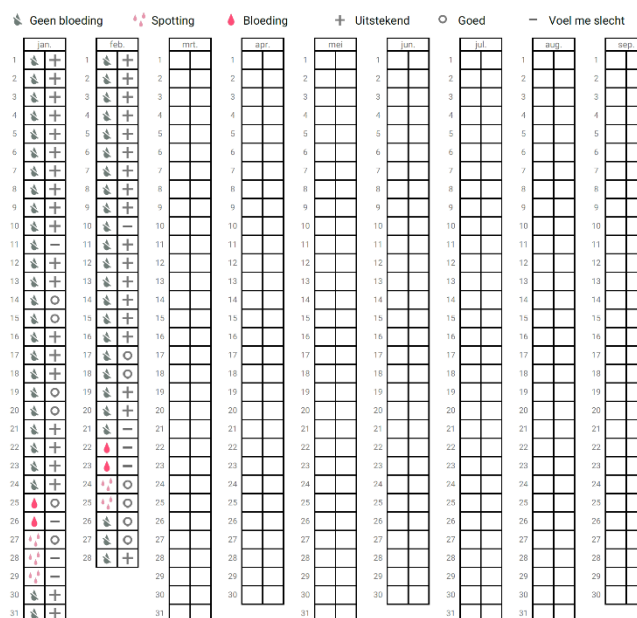 Geen bloeding Spotting Bloeding + Uitstekend O Goed - Voel me slecht
jan. feb. mrt. apr. mei jun. jul. aug. sep.
1 1 1 1 1 1 1 1 1
2 2 2 2 2 2 2 2 2
3 3 3 3 3 3 3 3 3
4 4 4 4 4 4 4 4 4
5 5 5 5 5 5 5 5 5
6 6 6 6 6 6 6 6 6
7 7 7 7 7 7 7 7 7
8 8 8 8 8 8 8 8 8
9 9 9 9 9 9 9 9 9
10 10 10 10 10 10 10 10 10
11 11 11 11 11 11 11 11 11
12 12 12 12 12 12 12 12 12
13 13 13 13 13 13 13 13 13
14 14 14 14 14 14 14 14 14
15 15 15 15 15 15 15 15 15
16 16 16 16 16 16 16 16 16
17 17 17 17 17 17 17 17 17
18 18 18 18 18 18 18 18 18
19 19 19 19 19 19 19 19 19
20 20 20 20 20 20 20 20 20
21 21 21 21 21 21 21 21 21
22 22 22 22 22 22 22 22 22
23 23 23 23 23 23 23 23 23
24 24 24 24 24 24 24 24 24
25 25 25 25 25 25 25 25 25
26 26 26 26 26 26 26 26 26
27 27 27 27 27 27 27 27 27
28 28 28 28 28 28 28 28 28
29 29 29 29 29 29 29 29
30 30 30 30 30 30 30 30
31 31 31 31 31